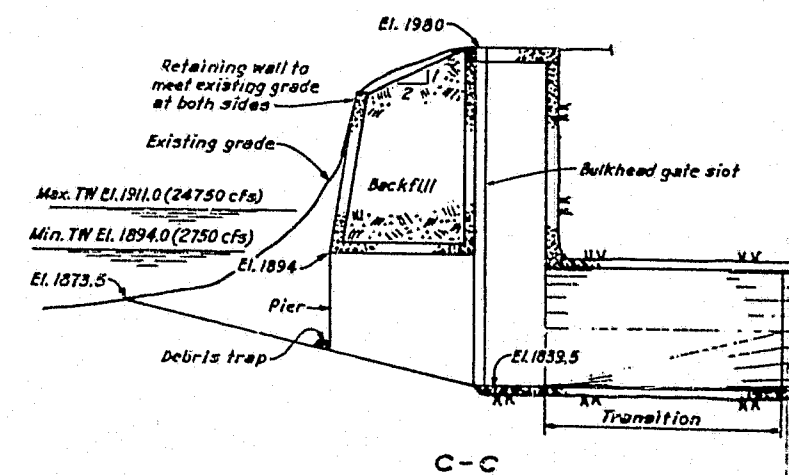 El. 1980
Retaining wall to
meet existing grade
at both sides
1
2
Existing grade
Backfill
Bulkhead gate slot
Max. TW El. 1911.0 (24750 cfs)
Min. TW El. 1894.0 (2750 cfs)
El. 1894
El. 1873.5
Pier
Debris trap
El. 1839.5
Transition
C-C